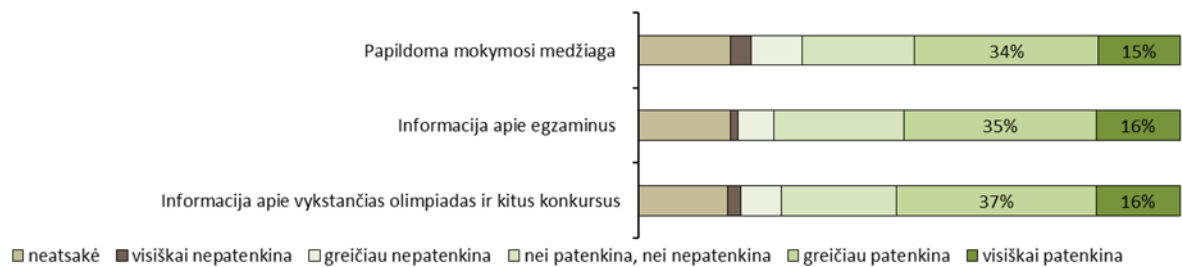 Papildoma mokymosi medžiaga 34% 15%
Informacija apie egzaminus 35% 16%
Informacija apie vykstančias olimpiadas ir kitus konkursus 37% 16%
neatsakė visiškai nepatenkina greičiau nepatenkina nei patenkina, nei nepatenkina greičiau patenkina visiškai patenkina